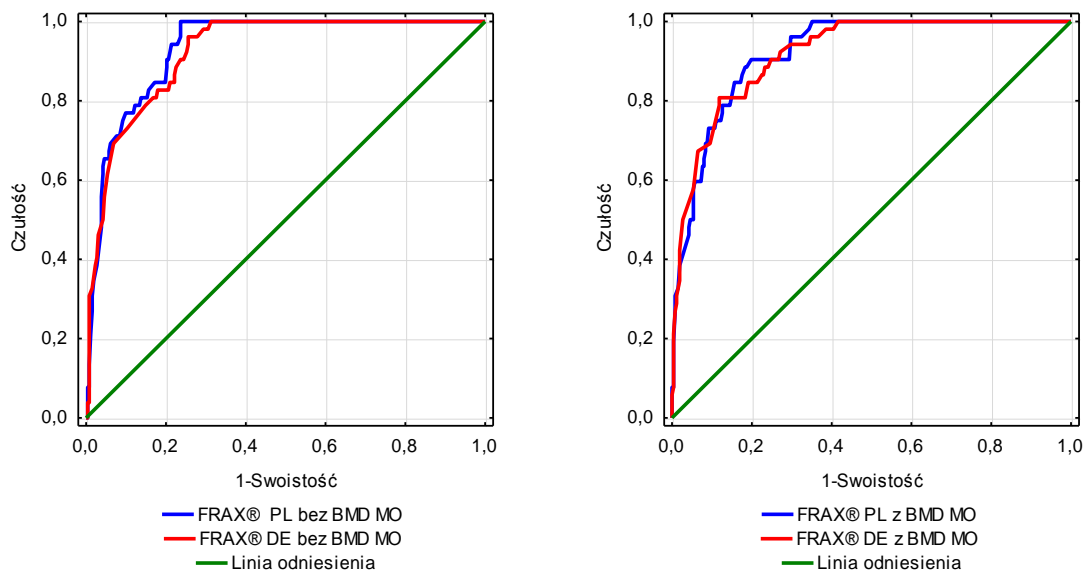 1,0
0,8
0,6
0,4
0,2
0,0
Czułość
0,0 0,2 0,4 0,6 0,8 1,0
1-Swoistość
FRAX® PL bez BMD MO
FRAX® DE bez BMD MO
Linia odniesienia
1,0
0,8
0,6
0,4
0,2
0,0
Czułość
0,0 0,2 0,4 0,6 0,8 1,0
1-Swoistość
FRAX® PL z BMD MO
FRAX® DE z BMD MO
Linia odniesienia